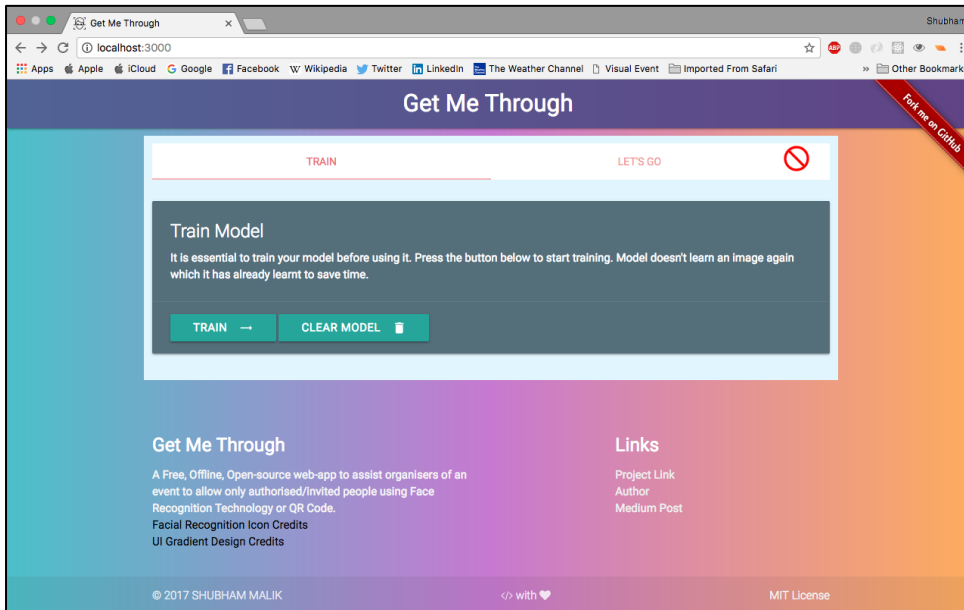 Get Me Through
Shubham
localhost:3000
ABP
Apps Apple iCloud Google Facebook Wikipedia Twitter LinkedIn The Weather Channel Visual Event Imported From Safari » Other Bookmark
Get Me Through
Fork me on GitHub
TRAIN LET'S GO
Train Model
It is essential to train your model before using it. Press the button below to start training. Model doesn't learn an image again
which it has already learnt to save time.
TRAIN → CLEAR MODEL
Get Me Through
A Free, Offline, Open-source web-app to assist organisers of an
event to allow only authorised/invited people using Face
Recognition Technology or QR Code.
Facial Recognition Icon Credits
UI Gradient Design Credits
Links
Project Link
Author
Medium Post
© 2017 SHUBHAM MALIK </> with ❤ MIT License